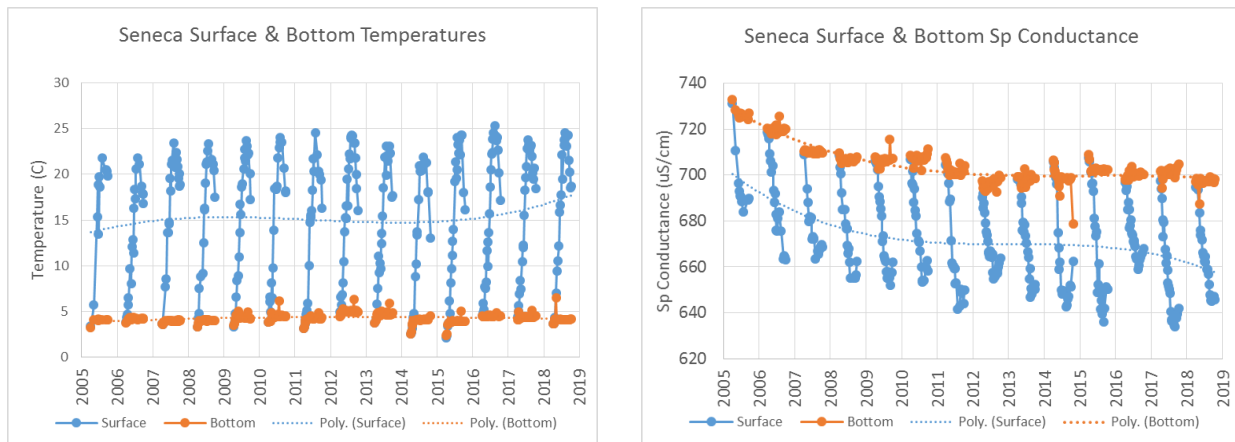 Seneca Surface & Bottom Temperatures
30
25
20
15
10
5
0
Temperature (C)
2005 2006 2007 2008 2009 2010 2011 2012 2013 2014 2015 2016 2017 2018 2019
Surface Bottom Poly. (Surface) Poly. (Bottom)
Seneca Surface & Bottom Sp Conductance
740
720
700
680
660
640
620
Sp Conductance (uS/cm)
2005 2006 2007 2008 2009 2010 2011 2012 2013 2014 2015 2016 2017 2018 2019
Surface Bottom Poly. (Surface) Poly. (Bottom)